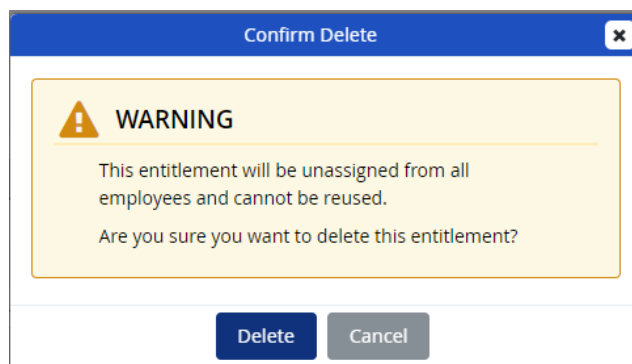 Confirm Delete
WARNING
This entitlement will be unassigned from all
employees and cannot be reused.
Are you sure you want to delete this entitlement?
Delete
Cancel